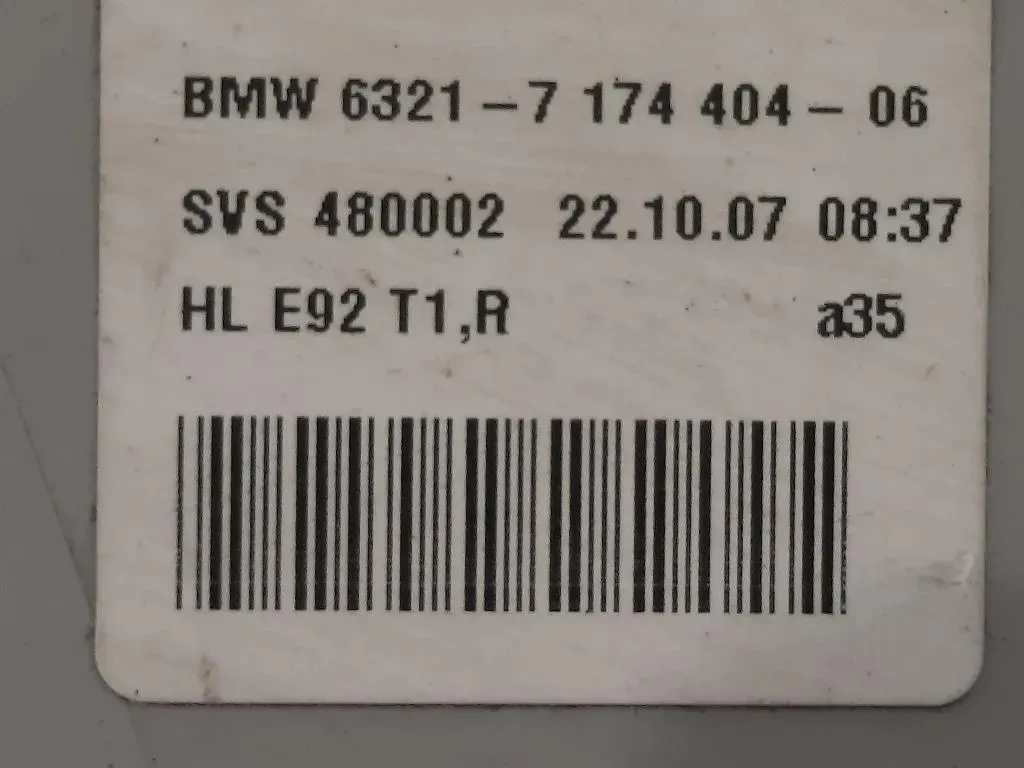 BMW 6321-7 174 404- 06
SVS 480002 22.10.07 08:37
HL E92 T1,R a35